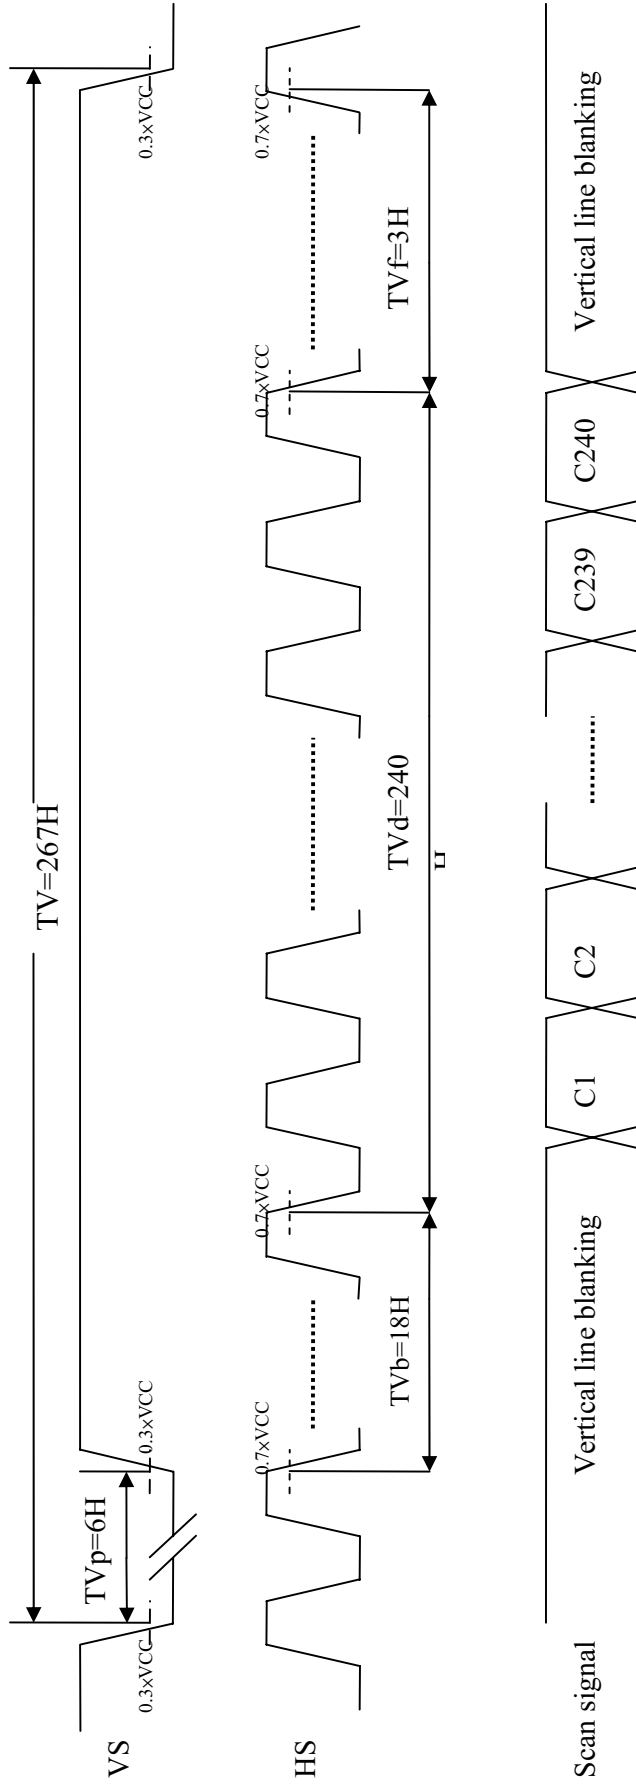 TV=267H
VS
0.3×VCC
TVp=6H
0.3×VCC
0.3×VCC
HS
0.7×VCC
TVb=18H
0.7×VCC
TVd=240
H
0.7×VCC
TVf=3H
0.7×VCC
Scan signal
Vertical line blanking
C1
C2
C239
C240
Vertical line blanking